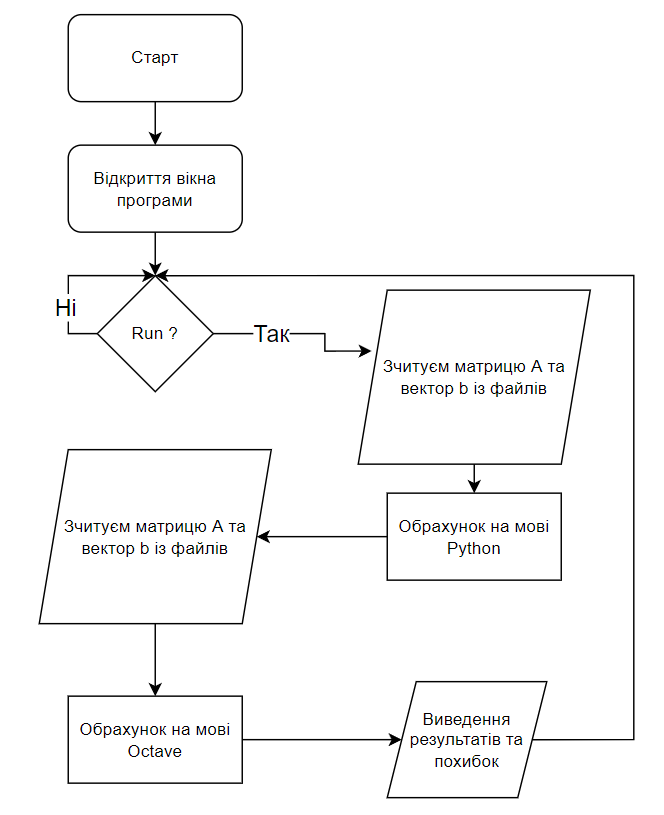 Старт
Відкриття вікна
програми
Ні
Run ?
Так
Зчитуєм матрицю А та
вектор b із файлів
Обрахунок на мові
Python
Зчитуєм матрицю А та
вектор b із файлів
Обрахунок на мові
Octave
Виведення
результатів та
похибок